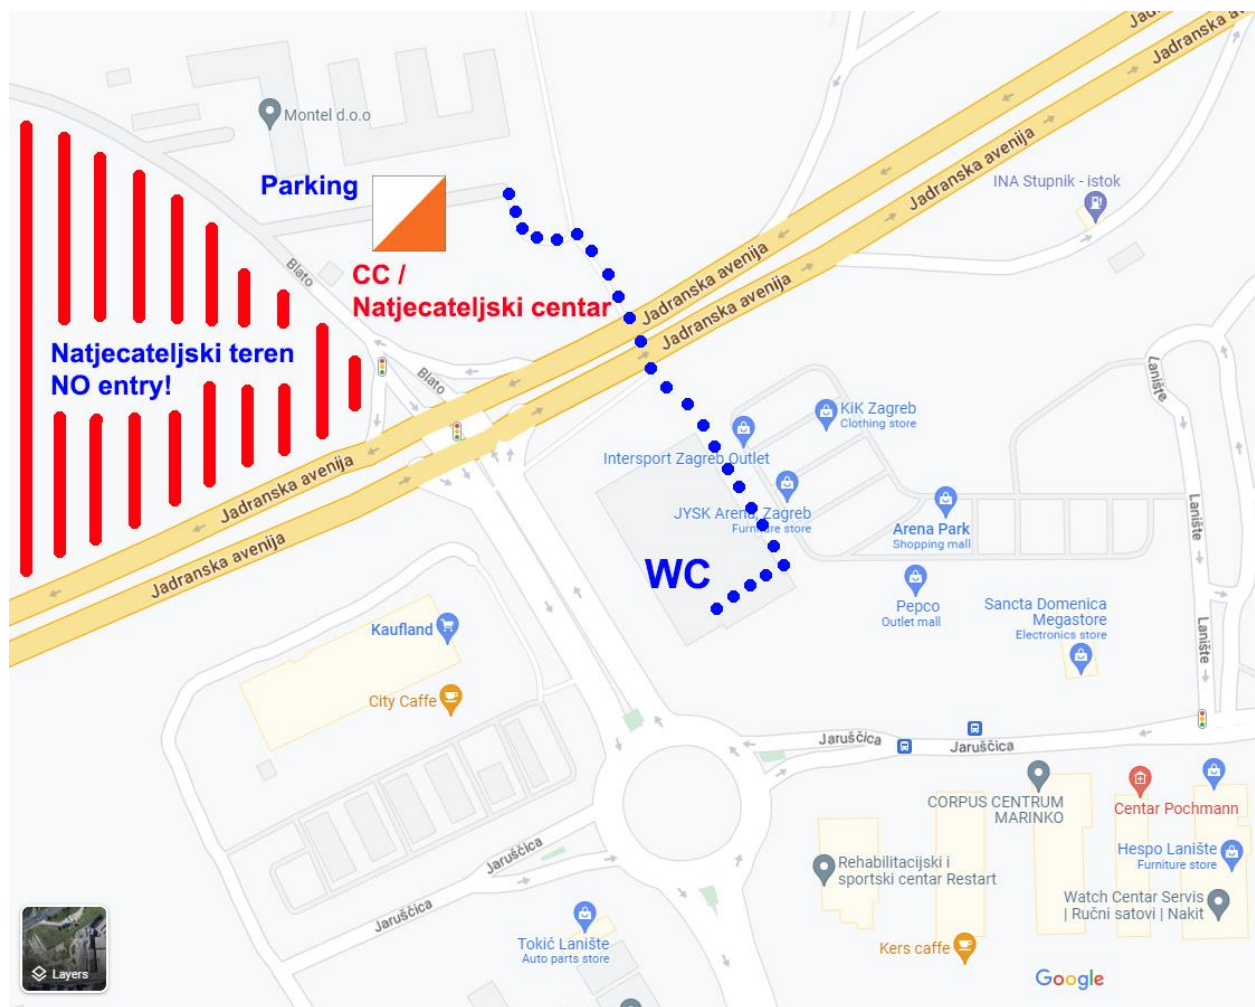 Jadranska avenija
Jadranska
Montel d.o.o
Parking
INA Stupnik - istok
Jadranska avenija
Blato
CC /
Natjecateljski centar
Jadranska avenija
Jadranska avenija
Natjecateljski teren
NO entry!
Blato
Lanište
KiK Zagreb
Clothing store
Intersport Zagreb Outlet
Jadranska avenija
JYSK Arena, Zagreb
Furniture store
Arena Park
Shopping mall
Lanište
Jadranska avenija
WC
Pepco
Outlet mall
Sancta Domenica
Megastore
Electronics store
Kaufland
Lanište
City Caffe
Jaruščica
Jaruščica
CORPUS CENTRUM
MARINKO
Centar Pochmann
Jaruščica
Rehabilitacijski i
sportski centar Restart
Hespo Lanište
Furniture store
Jaruščica
Watch Centar Servis
| Ručni satovi | Nakit
Tokić Lanište
Auto parts store
Kers caffe
Layers
Google